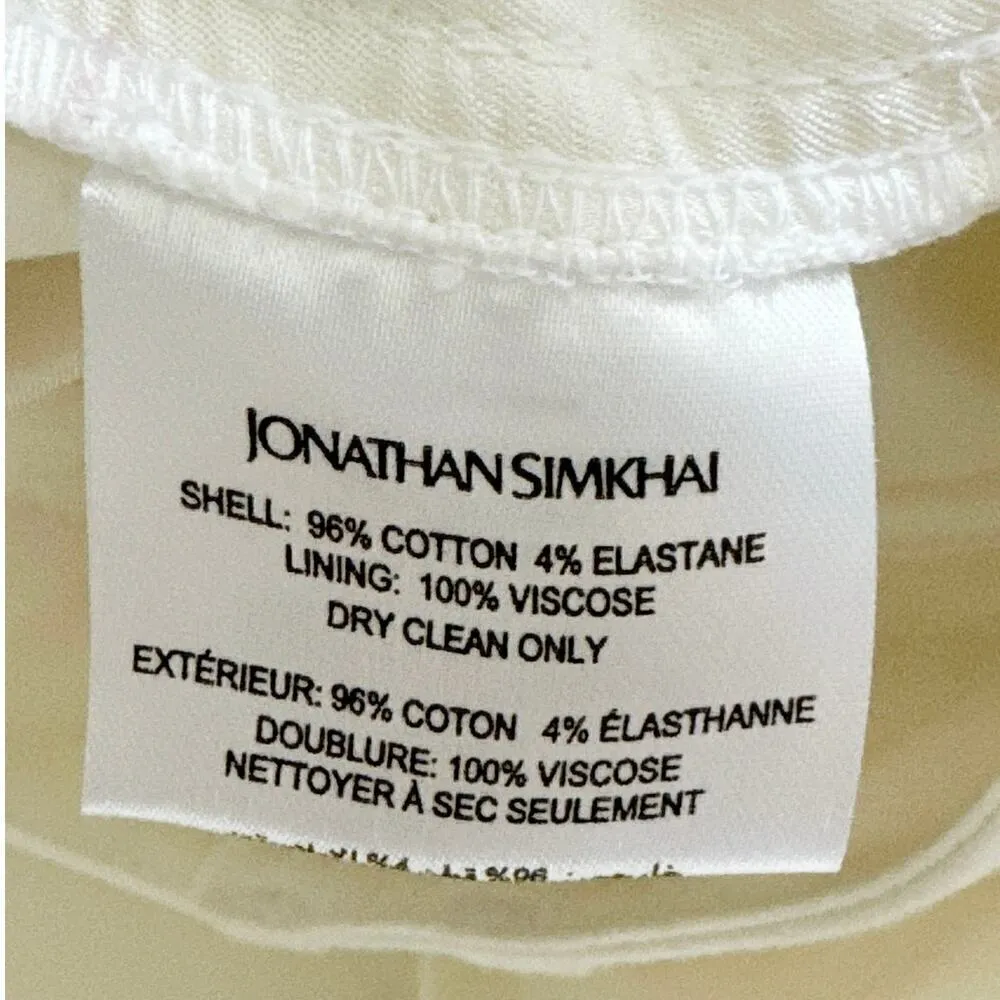 JONATHAN SIMKHAI
SHELL: 96% COTTON 4% ELASTANE
LINING: 100% VISCOSE
DRY CLEAN ONLY
EXTÉRIEUR: 96% COTON 4% ÉLASTHANNE
DOUBLURE: 100% VISCOSE
NETTOYER À SEC SEULEMENT